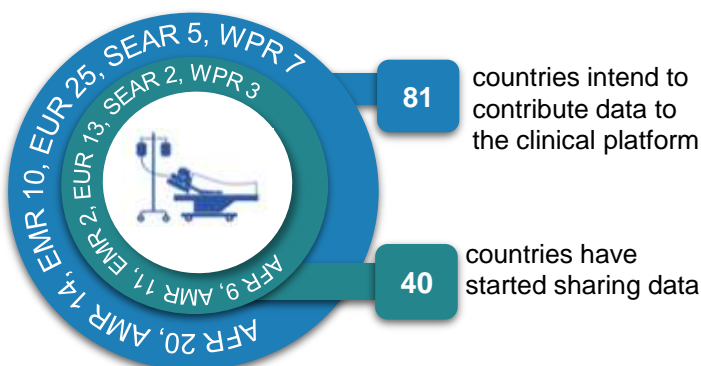 AFR 20, AMR 14, EMR 10, EUR 25, SEAR 5, WPR 7
AFR 9, AMR 11, EMR 2, EUR 13, SEAR 2, WPR 3
81
countries intend to
contribute data to
the clinical platform
40
countries have
started sharing data